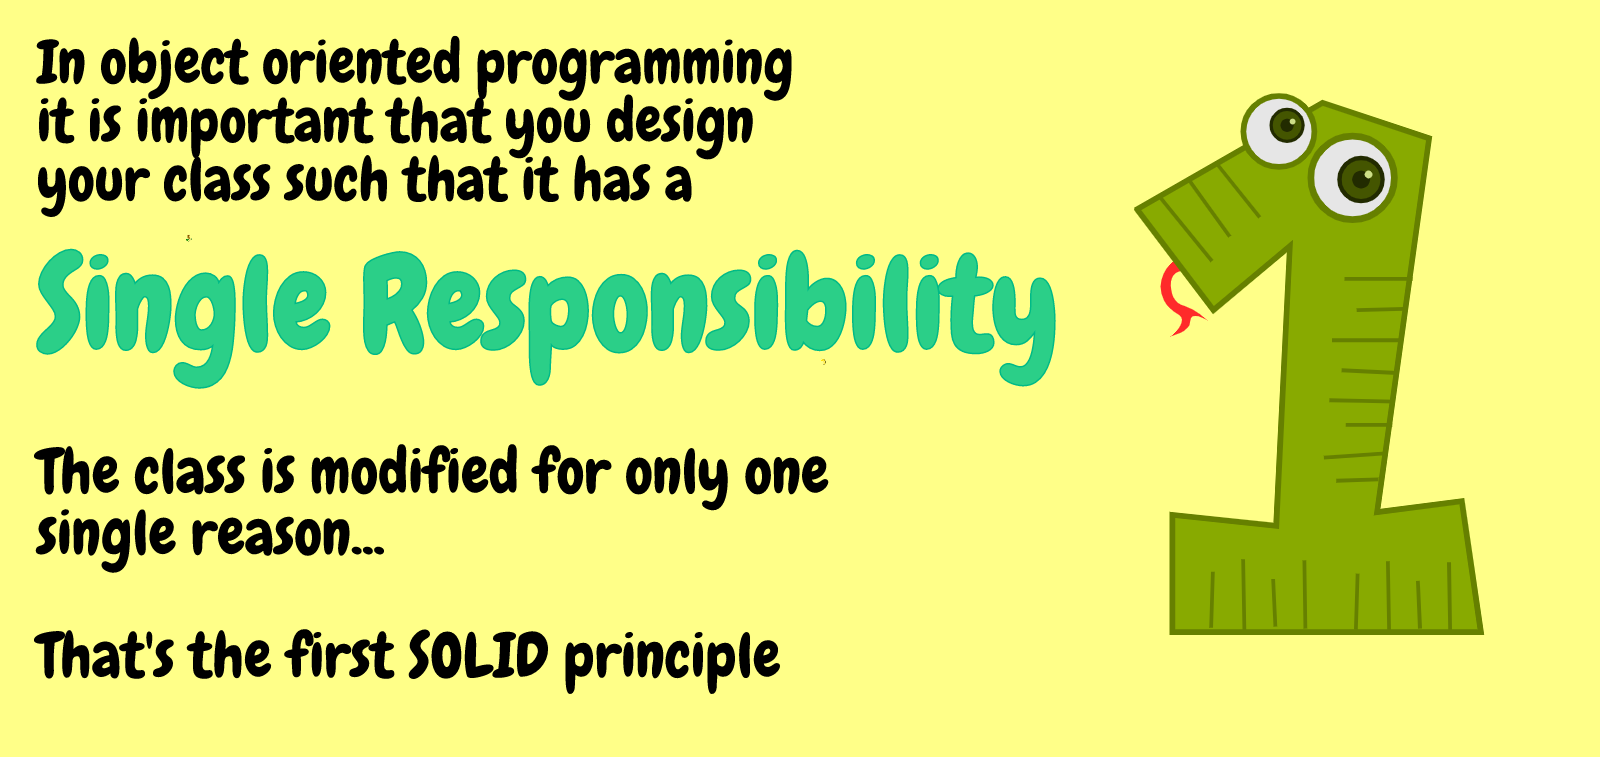 In object oriented programming
it is important that you design
your class such that it has a
Single Responsibility
The class is modified for only one
single reason...
That's the first SOLID principle